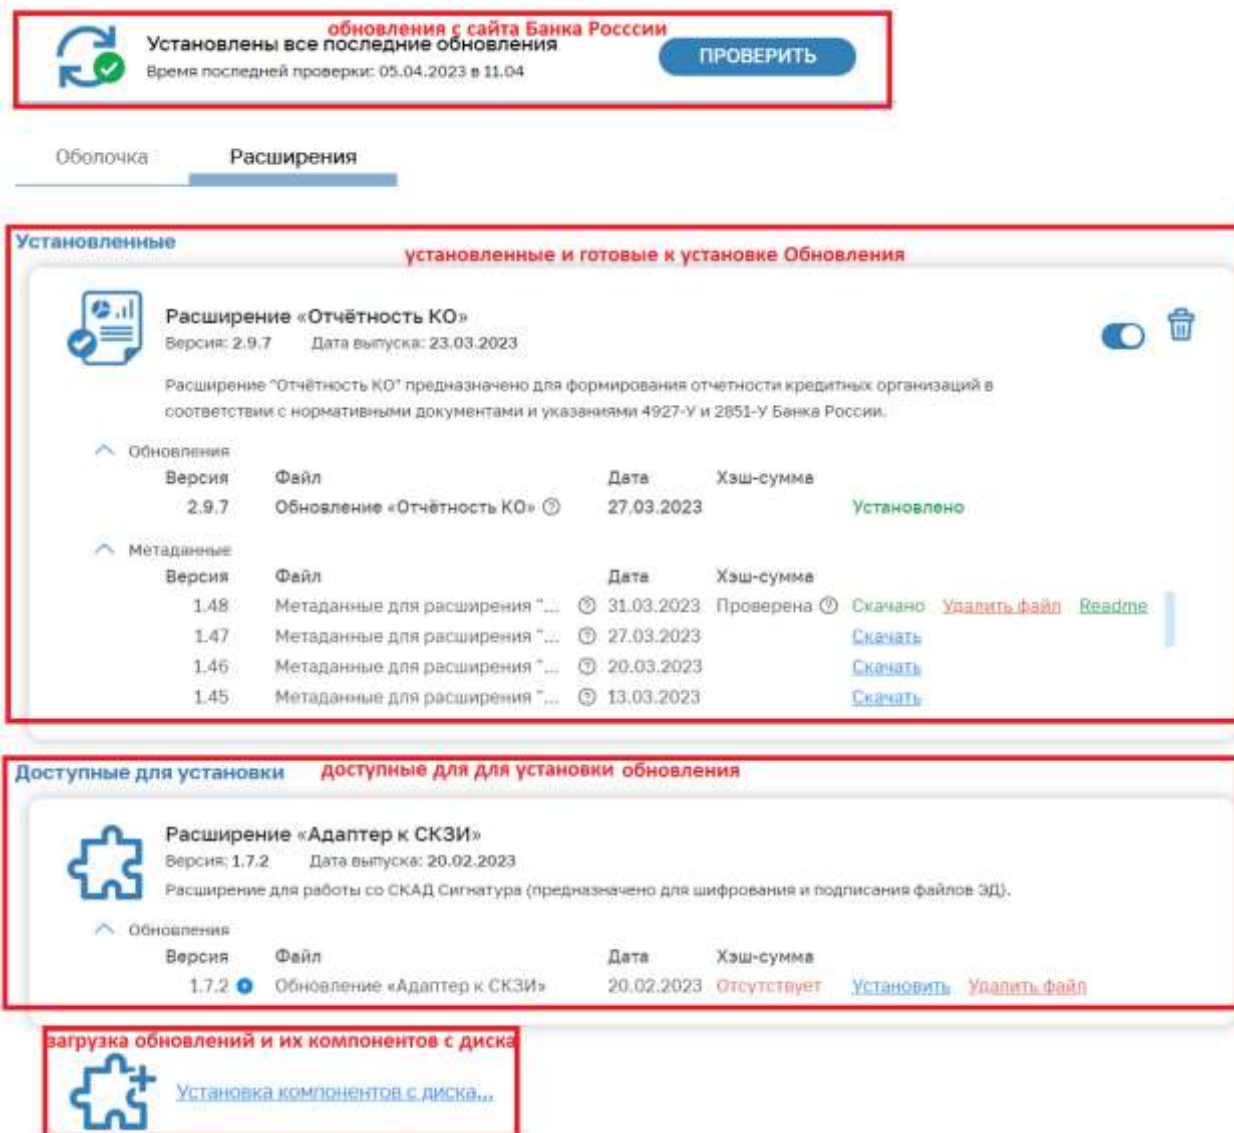 обновления с сайта Банка Росссии
Установлены все последние обновления
Время последней проверки: 05.04.2023 в 11.04
ПРОВЕРИТЬ
Оболочка Расширения
Установленные
установленные и готовые к установке Обновления
Расширение «Отчётность КО»
Версия: 2.9.7 Дата выпуска: 23.03.2023
Расширение "Отчётность КО" предназначено для формирования отчетности кредитных организаций в
соответствии с нормативными документами и указаниями 4927-У и 2851-У Банка России.
Обновления
Версия Файл Дата Хэш-сумма
2.9.7 Обновление «Отчётность КО» ? 27.03.2023 Установлено
Метаданные
Версия Файл Дата Хэш-сумма
1.48 Метаданные для расширения "... ? 31.03.2023 Проверена ? Скачано Удалить файл Readme
1.47 Метаданные для расширения "... ? 27.03.2023 Скачать
1.46 Метаданные для расширения "... ? 20.03.2023 Скачать
1.45 Метаданные для расширения "... ? 13.03.2023 Скачать
Доступные для установки доступные для для установки обновления
Расширение «Адаптер к СКЗИ»
Версия: 1.7.2 Дата выпуска: 20.02.2023
Расширение для работы со СКАД Сигнатура (предназначено для шифрования и подписания файлов ЭД).
Обновления
Версия Файл Дата Хэш-сумма
1.7.2 Обновление «Адаптер к СКЗИ» 20.02.2023 Отсутствует Установить Удалить файл
загрузка обновлений и их компонентов с диска
Установка компонентов с диска...